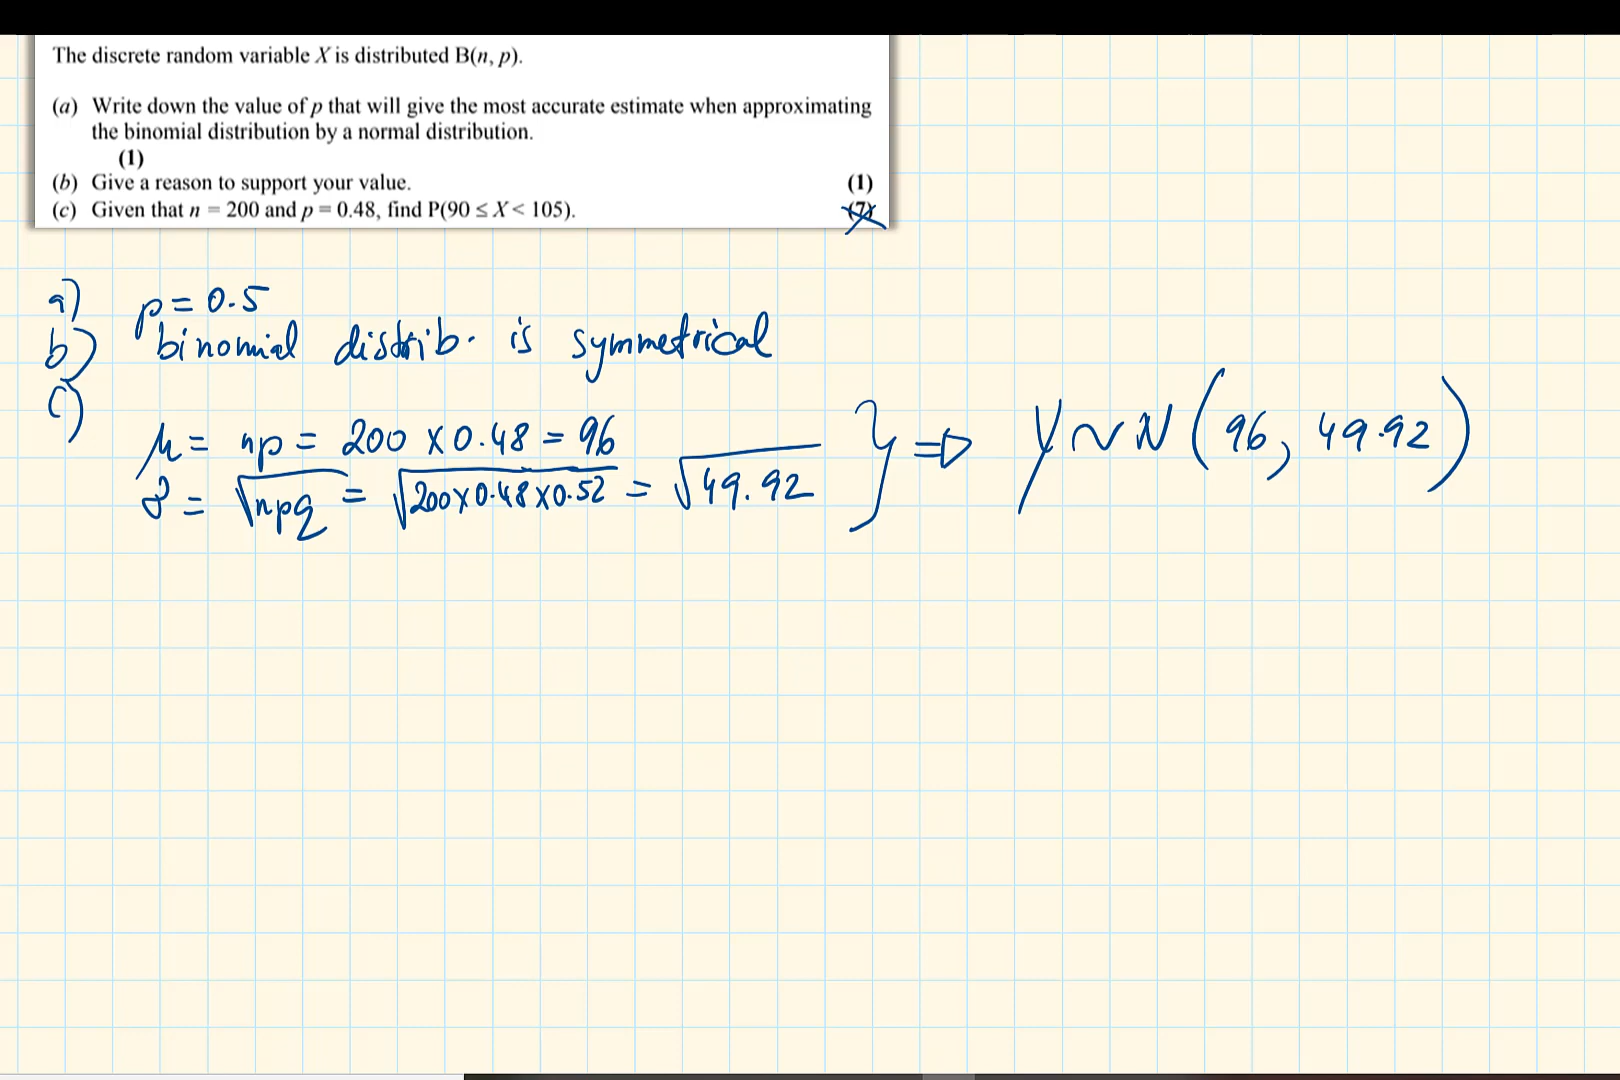 The discrete random variable X is distributed B(n, p).
(a) Write down the value of p that will give the most accurate estimate when approximating
the binomial distribution by a normal distribution.
(1)
(b) Give a reason to support your value. (1)
(c) Given that n = 200 and p = 0.48, find P(90 ≤ X < 105). (7)
a) p = 0.5
b) binomial distrib. is symmetrical
c)
μ = np = 200 × 0.48 = 96
σ = √npq = √200×0.48×0.52 = √49.92 } ⇒ Y ~ N(96, 49.92)